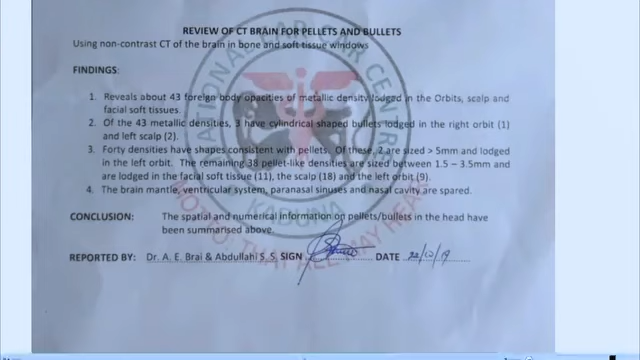 REVIEW OF CT BRAIN FOR PELLETS AND BULLETS
Using non-contrast CT of the brain in bone and soft tissue windows
FINDINGS:
1. Reveals about 43 foreign body opacities of metallic density lodged in the Orbits, scalp and
facial soft tissues.
2. Of the 43 metallic densities, 3 have cylindrical shaped bullets lodged in the right orbit (1)
and left scalp (2).
3. Forty densities have shapes consistent with pellets. Of these, 2 are sized > 5mm and lodged
in the left orbit. The remaining 38 pellet-like densities are sized between 1.5 – 3.5mm and
are lodged in the facial soft tissue (11), the scalp (18) and the left orbit (9).
4. The brain mantle, ventricular system, paranasal sinuses and nasal cavity are spared.
CONCLUSION: The spatial and numerical information on pellets/bullets in the head have
been summarised above.
REPORTED BY: Dr. A. E. Brai & Abdullahi S. S. SIGN DATE 22/10/19
KADUNA
THAT ALL MAY HEAR